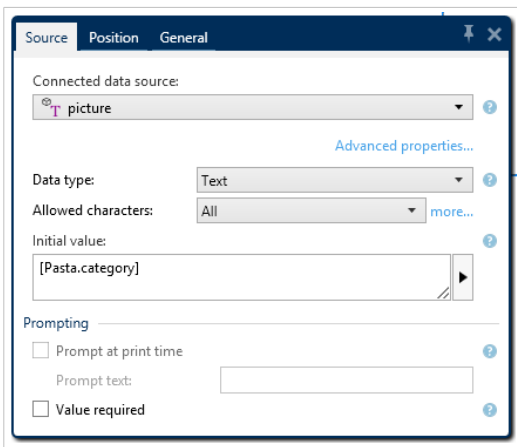 Source Position General
Connected data source:
T picture
Advanced properties...
Data type: Text
Allowed characters: All more...
Initial value:
[Pasta.category]
Prompting
Prompt at print time
Prompt text:
Value required